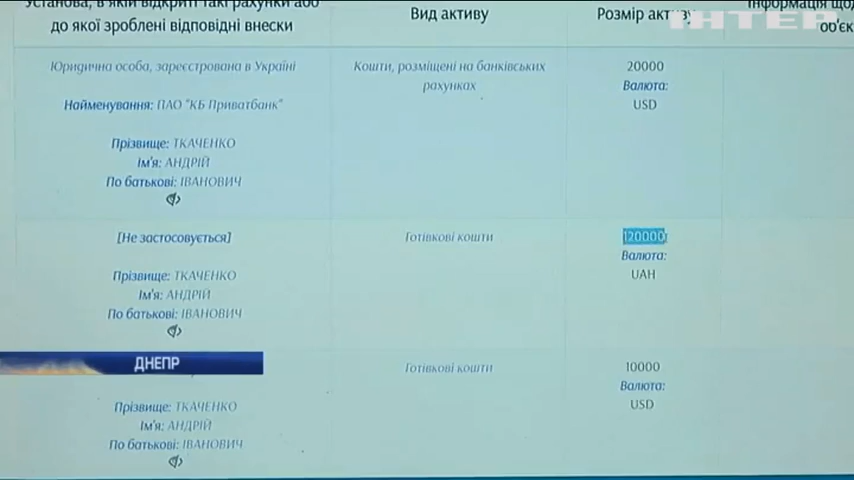 Установа, в якій відкриті такі рахунки або
до якої зроблені відповідні внески
Вид активу
Розмір активу
Інформація щод
об'єк
ІНТЕР
Юридична особа, зареєстрована в Україні
Найменування: ПАО "КБ Приватбанк"
Прізвище: ТКАЧЕНКО
Ім'я: АНДРІЙ
По батькові: ІВАНОВИЧ
Кошти, розміщені на банківських
рахунках
20000
Валюта:
USD
[Не застосовується]
Прізвище: ТКАЧЕНКО
Ім'я: АНДРІЙ
По батькові: ІВАНОВИЧ
Готівкові кошти
120000
Валюта:
UAH
ДНЕПР
Прізвище: ТКАЧЕНКО
Ім'я: АНДРІЙ
По батькові: ІВАНОВИЧ
Готівкові кошти
10000
Валюта:
USD